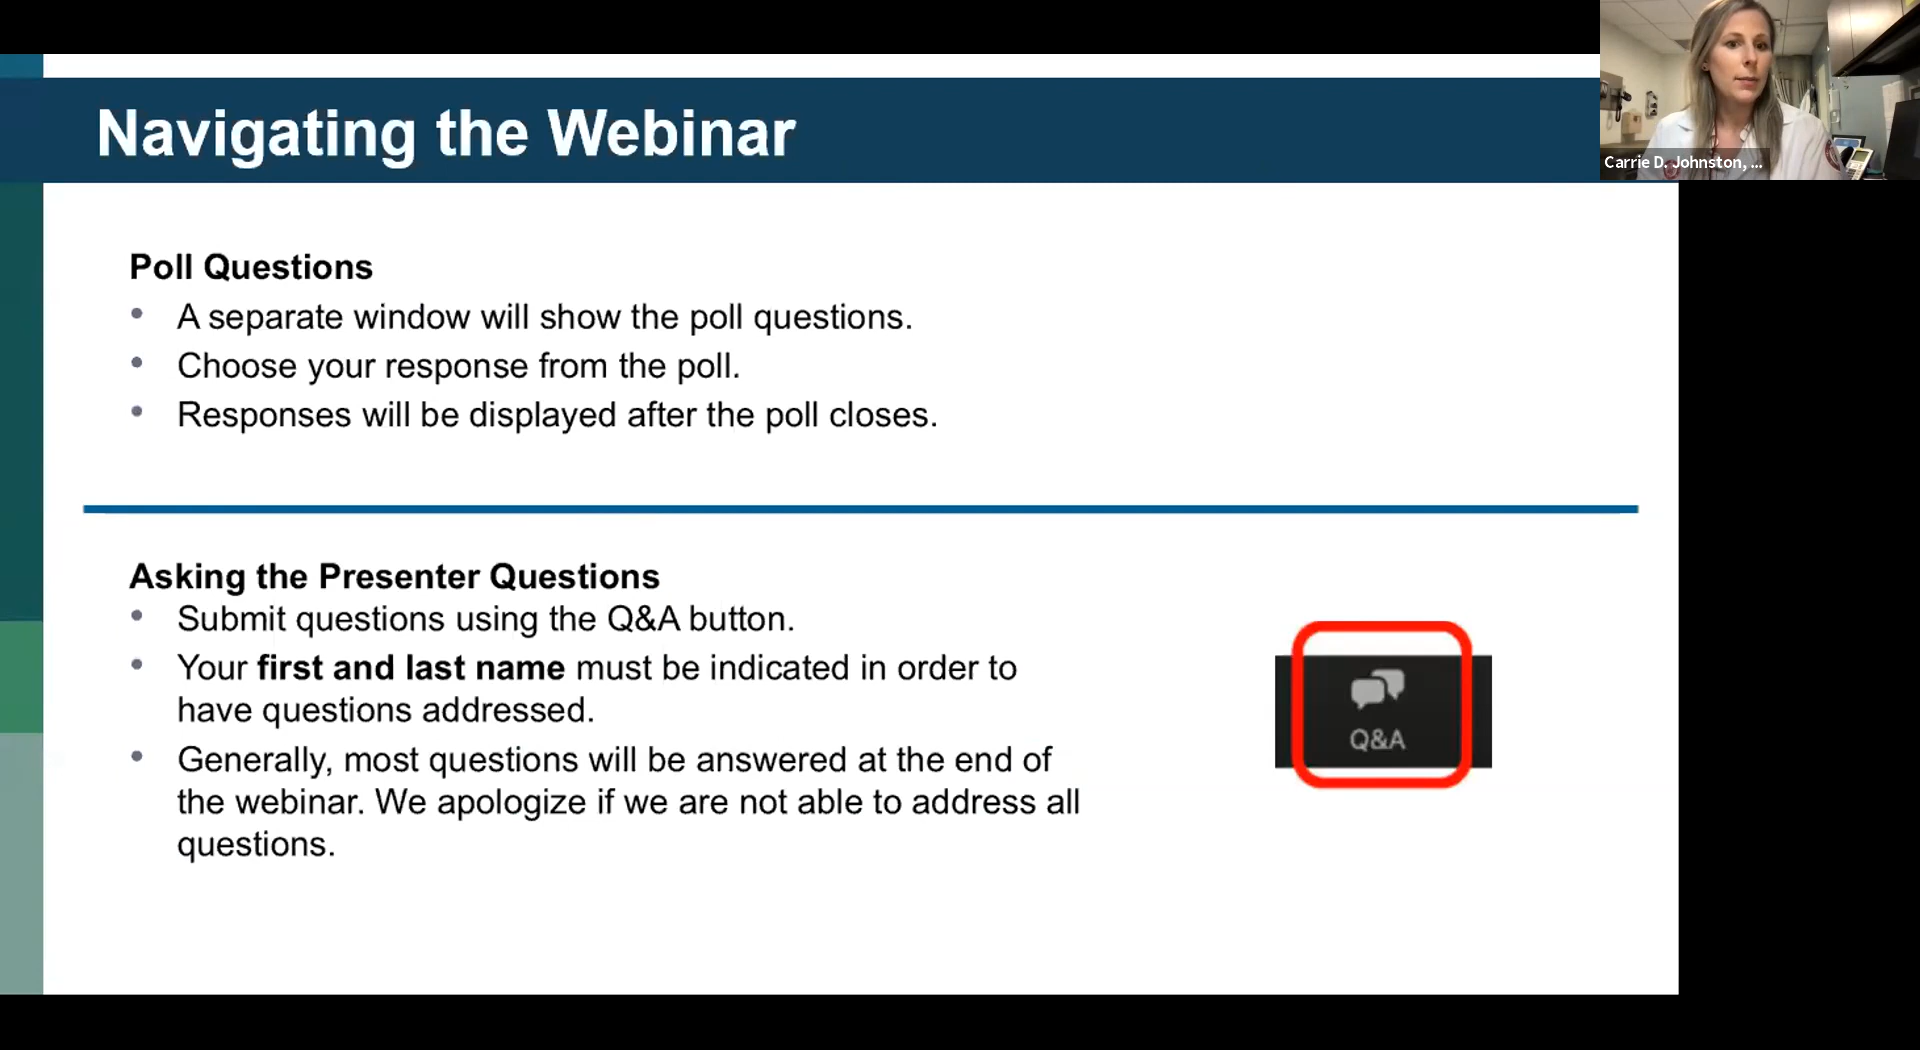 Navigating the Webinar
Carrie D. Johnston, ...
Poll Questions
• A separate window will show the poll questions.
• Choose your response from the poll.
• Responses will be displayed after the poll closes.
Asking the Presenter Questions
• Submit questions using the Q&A button.
• Your first and last name must be indicated in order to
have questions addressed.
• Generally, most questions will be answered at the end of
the webinar. We apologize if we are not able to address all
questions.
Q&A